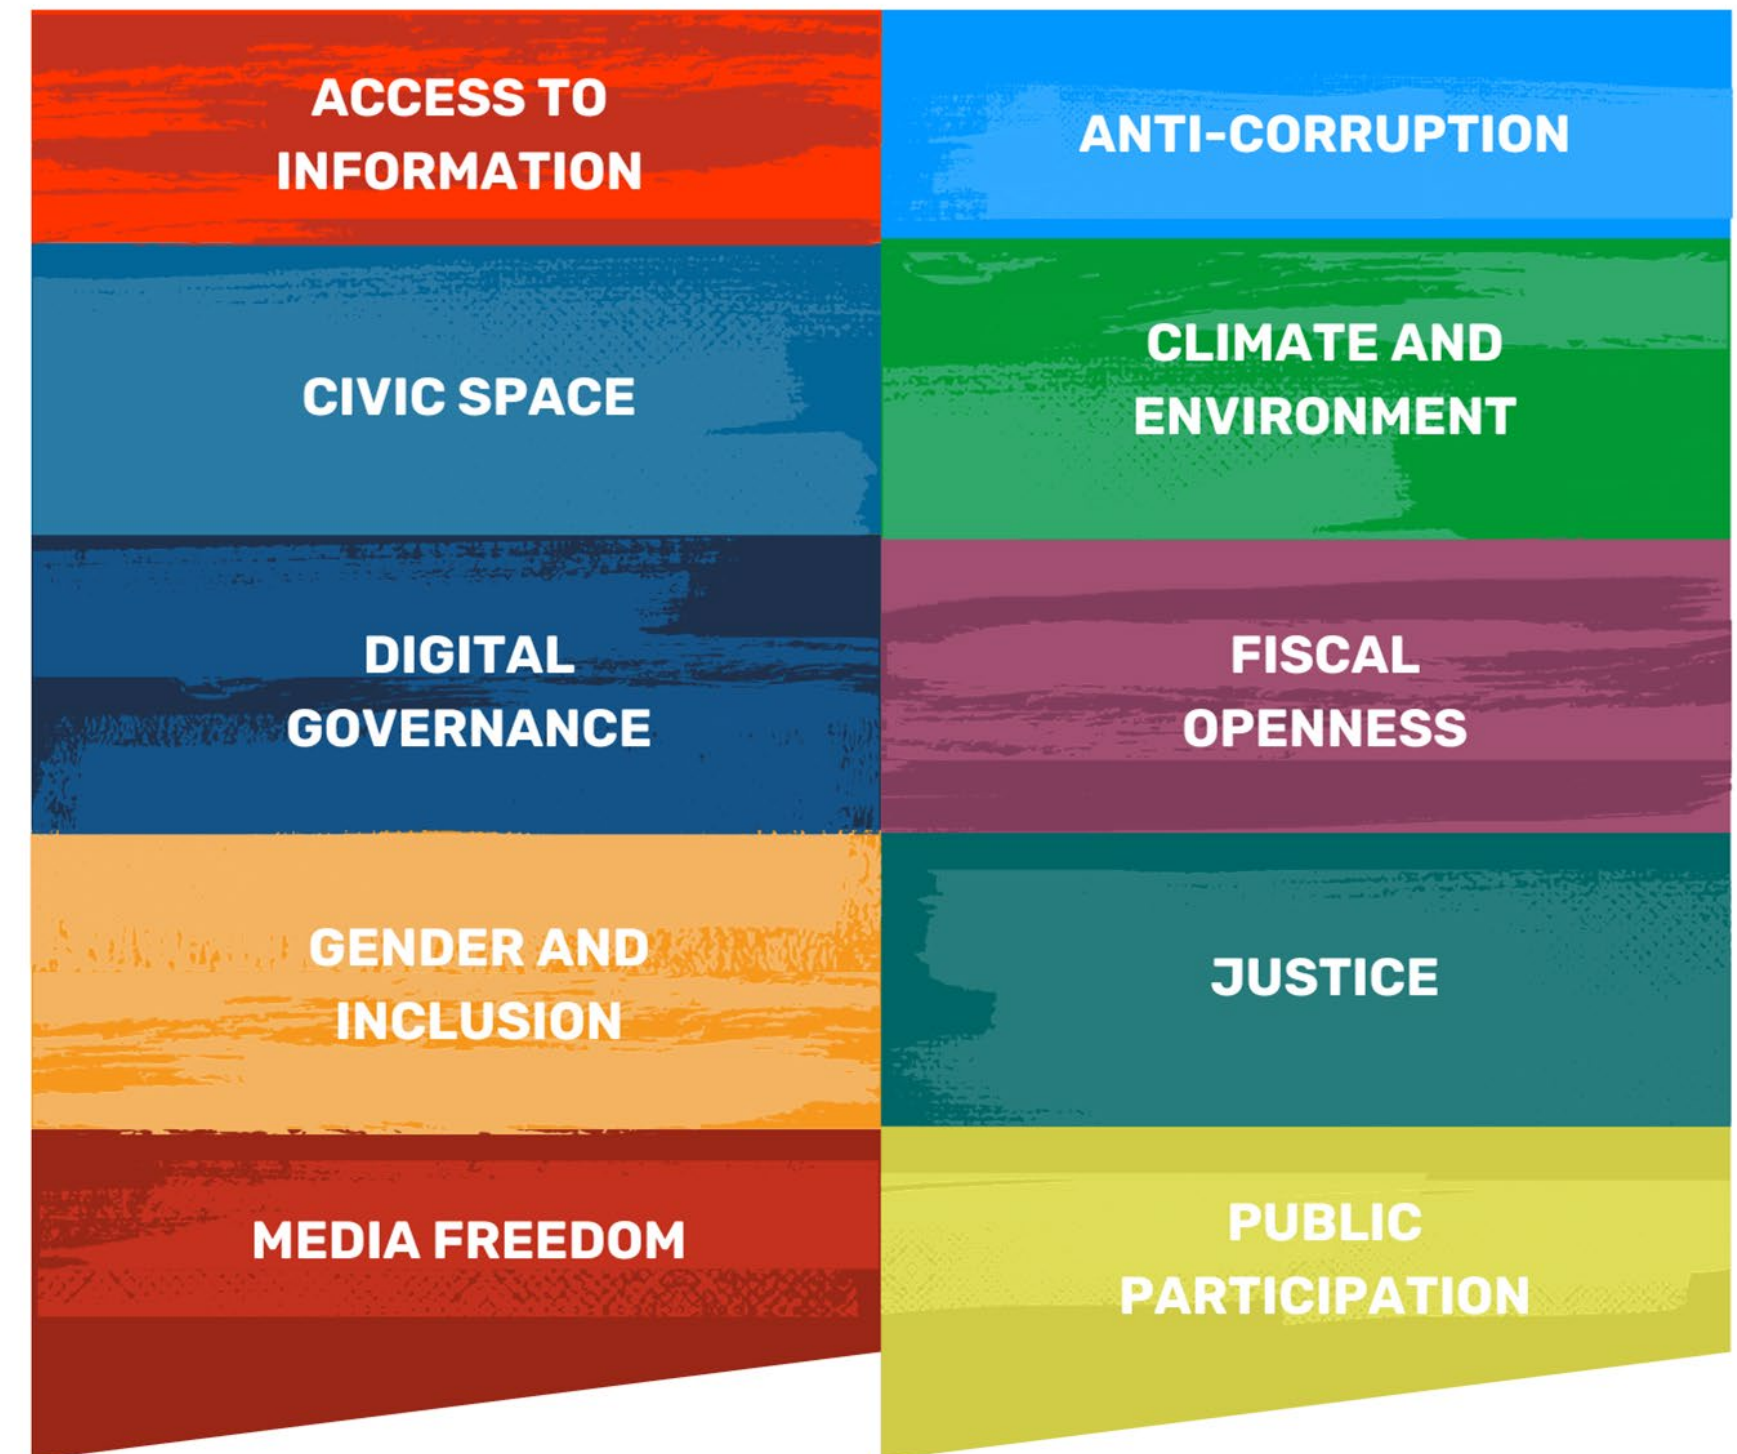 ACCESS TO
INFORMATION
ANTI-CORRUPTION
CIVIC SPACE
CLIMATE AND
ENVIRONMENT
DIGITAL
GOVERNANCE
FISCAL
OPENNESS
GENDER AND
INCLUSION
JUSTICE
MEDIA FREEDOM
PUBLIC
PARTICIPATION